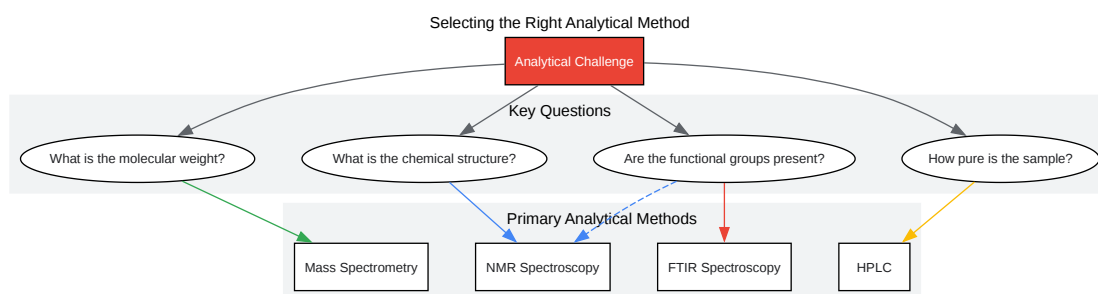 Selecting the Right Analytical Method
Analytical Challenge
Key Questions
What is the molecular weight?
What is the chemical structure?
Are the functional groups present?
How pure is the sample?
Primary Analytical Methods
Mass Spectrometry
NMR Spectroscopy
FTIR Spectroscopy
HPLC